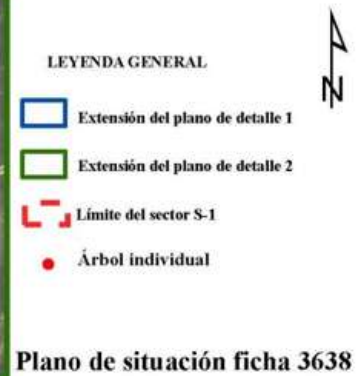 N
LEYENDA GENERAL
Extensión del plano de detalle 1
Extensión del plano de detalle 2
Límite del sector S-1
Árbol individual
Plano de situación ficha 3638